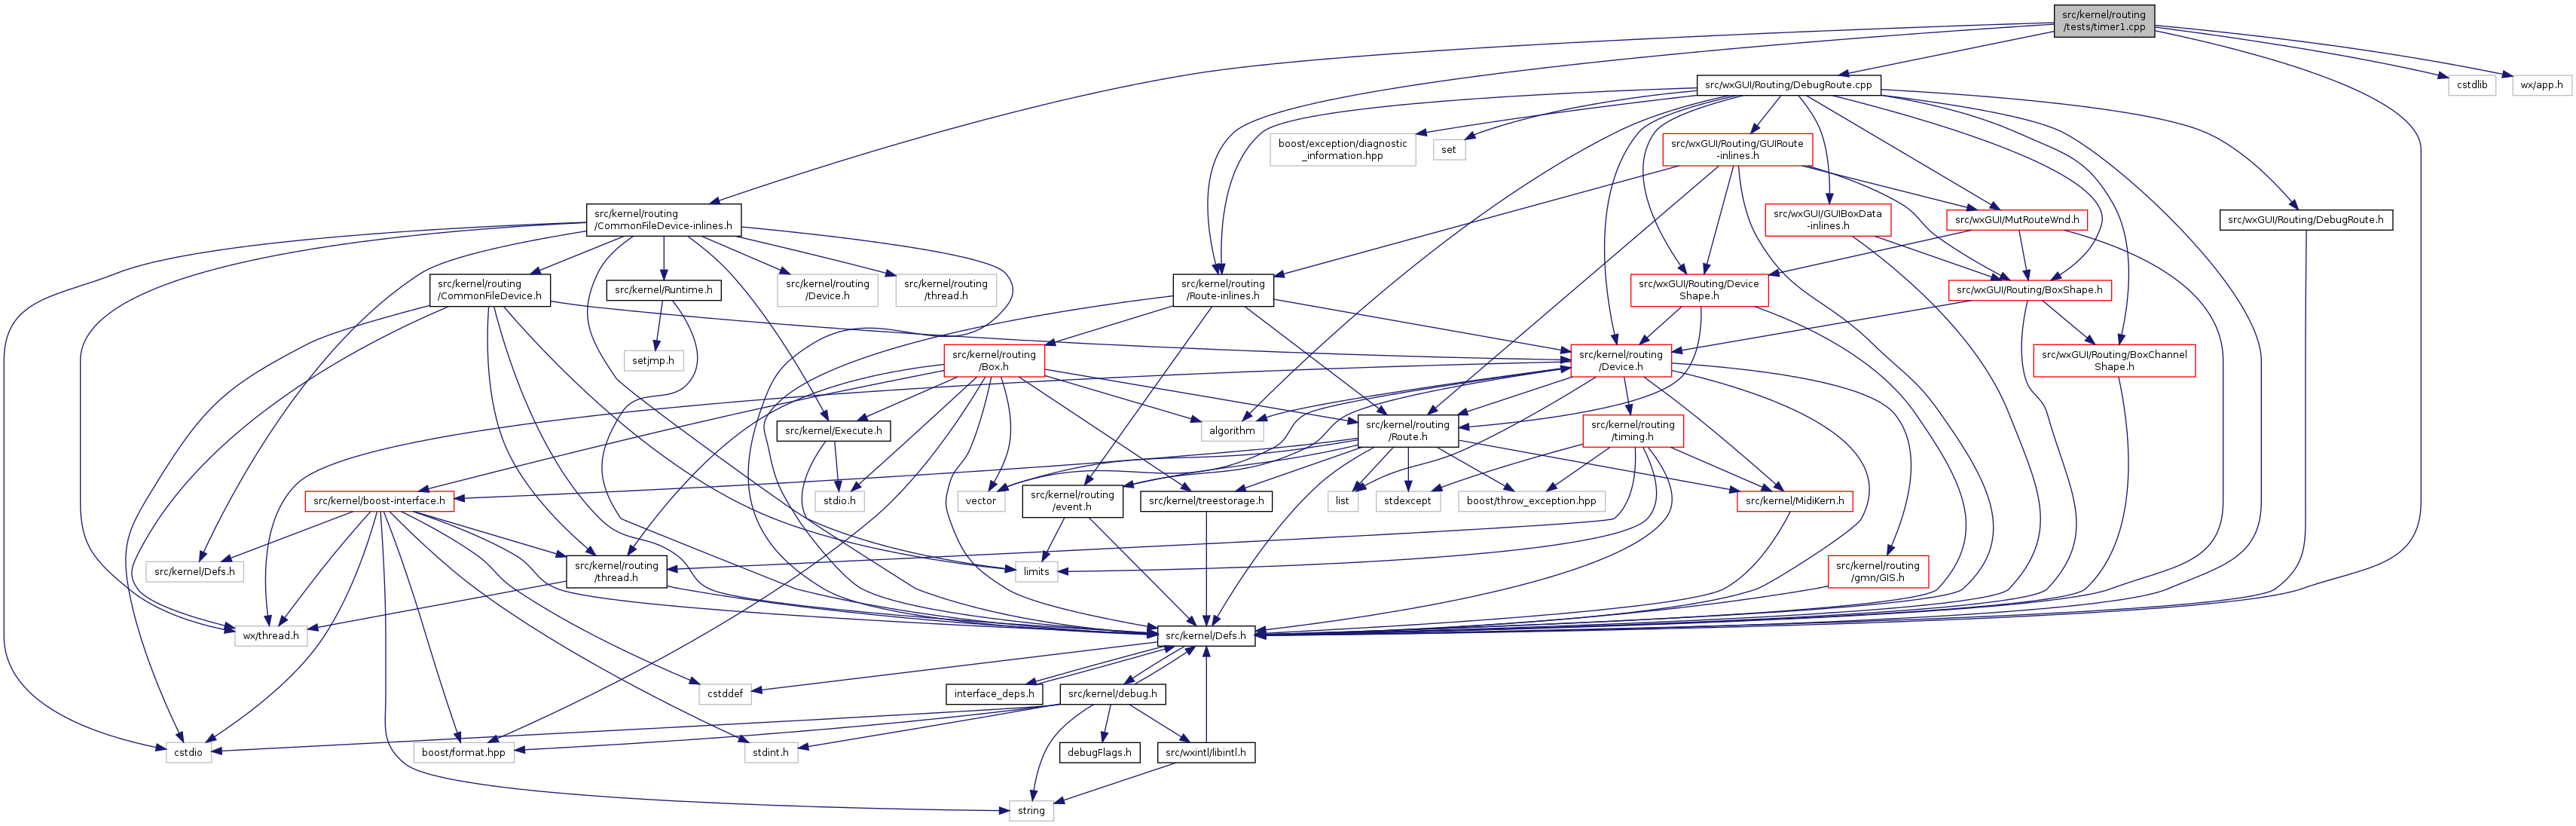 src/kernel/routing
/tests/timer1.cpp
src/wxGUI/Routing/DebugRoute.cpp
cstdlib
wx/app.h
boost/exception/diagnostic
_information.hpp
set
src/wxGUI/Routing/GUIRoute
-inlines.h
src/kernel/routing
/CommonFileDevice-inlines.h
src/wxGUI/GUIBoxData
-inlines.h
src/wxGUI/MutRouteWnd.h
src/wxGUI/Routing/DebugRoute.h
src/kernel/routing
/CommonFileDevice.h
src/kernel/Runtime.h
src/kernel/routing
/Device.h
src/kernel/routing
/thread.h
src/kernel/routing
/Route-inlines.h
src/wxGUI/Routing/Device
Shape.h
src/wxGUI/Routing/BoxShape.h
setjmp.h
src/kernel/routing
/Box.h
src/kernel/routing
/Device.h
src/wxGUI/Routing/BoxChannel
Shape.h
src/kernel/Execute.h
algorithm
src/kernel/routing
/Route.h
src/kernel/routing
/timing.h
src/kernel/boost-interface.h
stdio.h
vector
src/kernel/routing
/event.h
src/kernel/treestorage.h
list
stdexcept
boost/throw_exception.hpp
src/kernel/MidiKern.h
src/kernel/Defs.h
src/kernel/routing
/thread.h
limits
src/kernel/routing
/gmn/GIS.h
wx/thread.h
src/kernel/Defs.h
cstddef
interface_deps.h
src/kernel/debug.h
cstdio
boost/format.hpp
stdint.h
debugFlags.h
src/wxintl/libintl.h
string